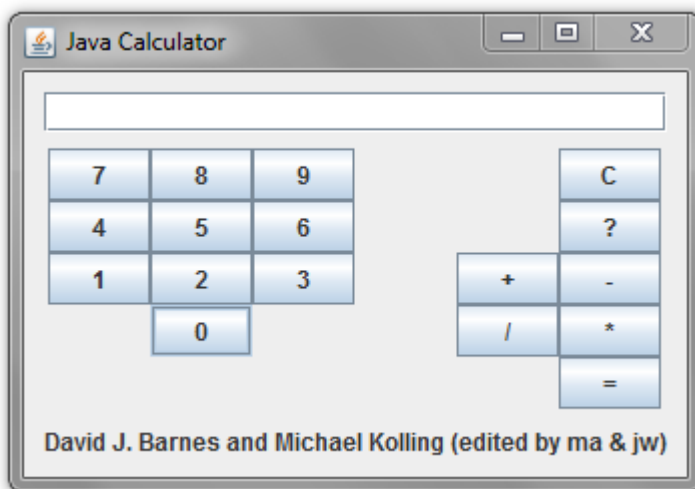 Java Calculator
7 8 9 C
4 5 6 ?
1 2 3 + -
0 / *
=
David J. Barnes and Michael Kolling (edited by ma & jw)